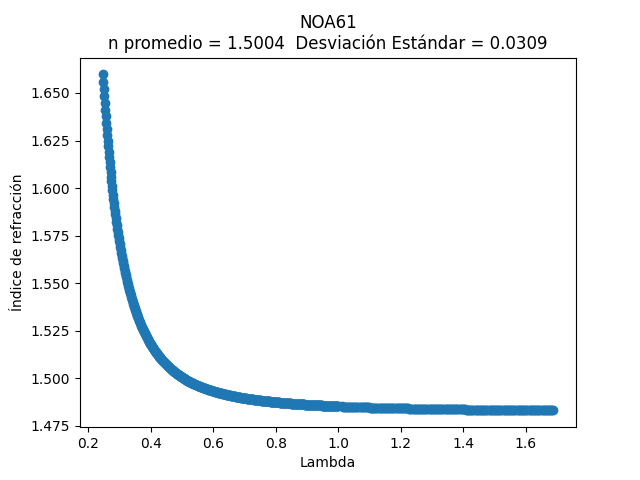 NOA61
n promedio = 1.5004  Desviación Estándar = 0.0309
1.650
1.625
1.600
1.575
1.550
1.525
1.500
1.475
Índice de refracción
0.2 0.4 0.6 0.8 1.0 1.2 1.4 1.6
Lambda